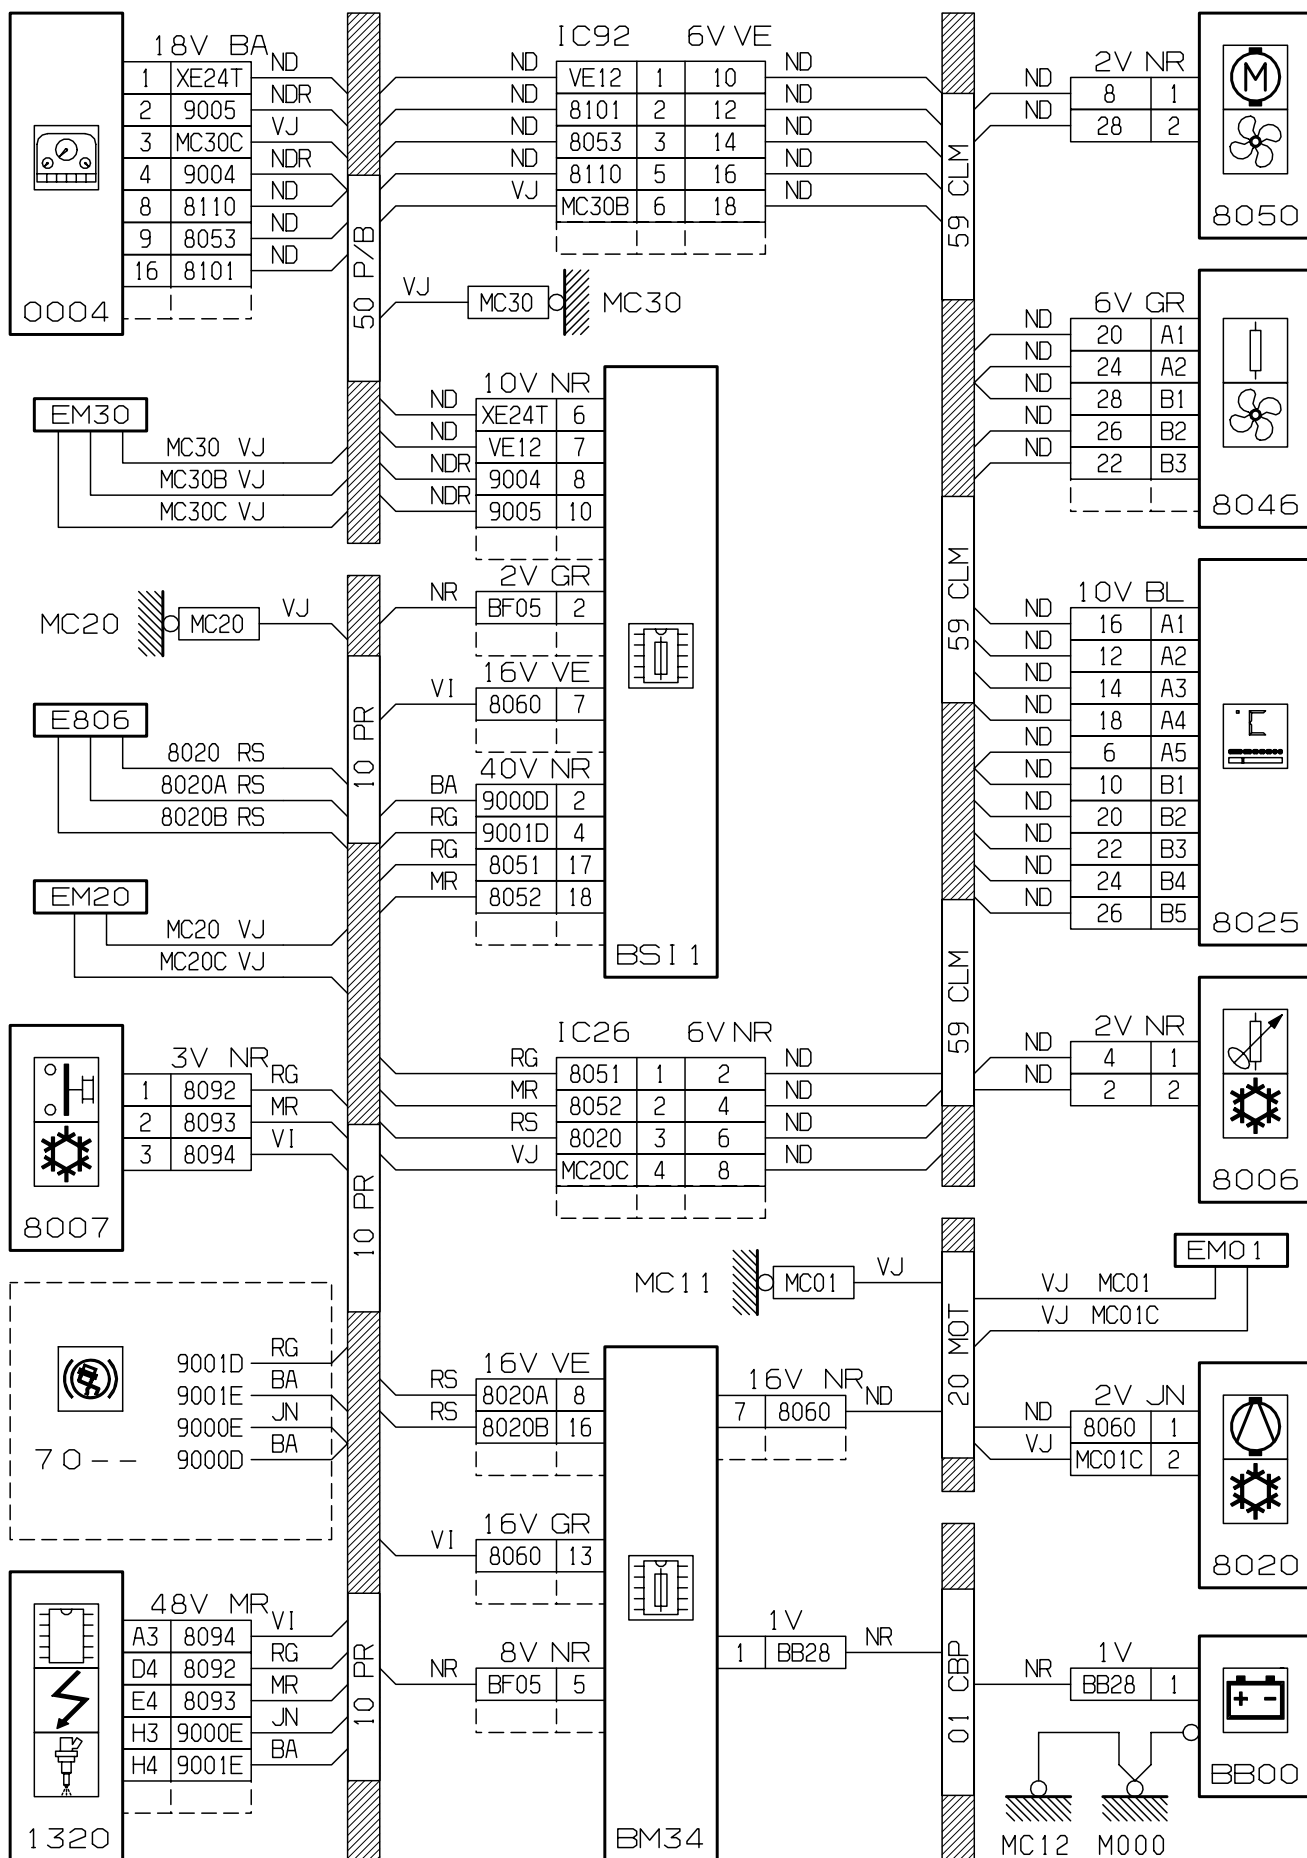 18V BA
1 XE24T ND
2 9005 NDR
3 MC30C VJ
4 9004 NDR
8 8110 ND
9 8053 ND
16 8101 ND
0004
50 P/B
IC92 6V VE
ND VE12 1 10 ND
ND 8101 2 12 ND
ND 8053 3 14 ND
ND 8110 5 16 ND
VJ MC30B 6 18 ND
VJ MC30 MC30
59 CLM
2V NR
ND 8 1
ND 28 2
8050
6V GR
ND 20 A1
ND 24 A2
ND 28 B1
ND 26 B2
ND 22 B3
8046
EM30
MC30 VJ
MC30B VJ
MC30C VJ
10V NR
ND XE24T 6
ND VE12 7
NDR 9004 8
NDR 9005 10
2V GR
NR BF05 2
16V VE
VI 8060 7
40V NR
BA 9000D 2
RG 9001D 4
RG 8051 17
MR 8052 18
BSI1
MC20 MC20 VJ
10 PR
E806
8020 RS
8020A RS
8020B RS
EM20
MC20 VJ
MC20C VJ
59 CLM
10V BL
ND 16 A1
ND 12 A2
ND 14 A3
ND 18 A4
ND 6 A5
ND 10 B1
ND 20 B2
ND 22 B3
ND 24 B4
ND 26 B5
°C
8025
3V NR
1 8092 RG
2 8093 MR
3 8094 VI
8007
10 PR
IC26 6V NR
RG 8051 1 2 ND
MR 8052 2 4 ND
RS 8020 3 6 ND
VJ MC20C 4 8 ND
59 CLM
2V NR
ND 4 1
ND 2 2
8006
MC11 MC01 VJ
20 MOT
EM01
VJ MC01
VJ MC01C
9001D RG
9001E BA
9000E JN
9000D BA
70--
16V VE
RS 8020A 8
RS 8020B 16
16V NR
7 8060 ND
2V JN
ND 8060 1
VJ MC01C 2
8020
16V GR
VI 8060 13
8V NR
NR BF05 5
1V
1 BB28 NR
BM34
48V MR
A3 8094 VI
D4 8092 RG
E4 8093 MR
H3 9000E JN
H4 9001E BA
1320
10 PR
01 CBP
1V
NR BB28 1
+ -
BB00
MC12 M000
M